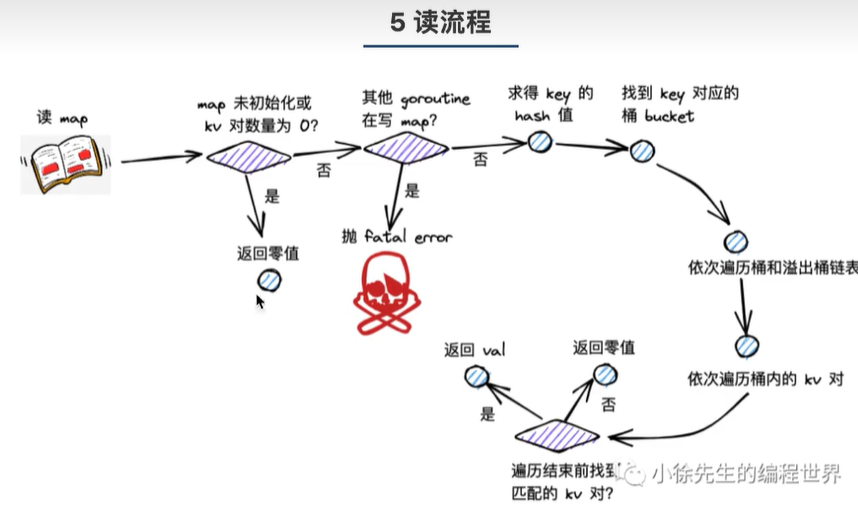 5 读流程
读 map
map 未初始化或
kv 对数量为 0?
否
是
返回零值
其他 goroutine
在写 map?
否
是
抛 fatal error
求得 key 的
hash 值
找到 key 对应的
桶 bucket
依次遍历桶和溢出桶链表
依次遍历桶内的 kv 对
遍历结束前找到
匹配的 kv 对?
是
返回 val
否
返回零值
小徐先生的编程世界